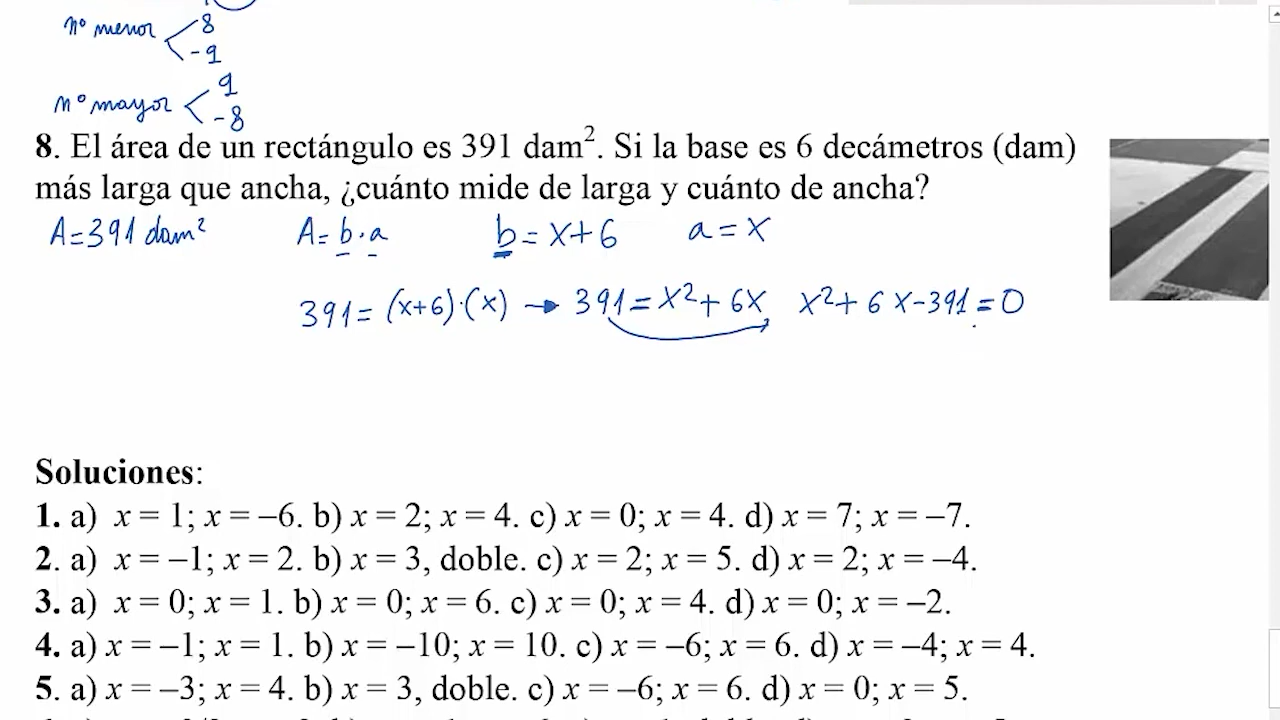 nº menor < 8
-9
nº mayor < 9
-8
8. El área de un rectángulo es 391 dam². Si la base es 6 decámetros (dam)
más larga que ancha, ¿cuánto mide de larga y cuánto de ancha?
A=391 dam² A=b·a b=x+6 a=x
391=(x+6)·(x) → 391=x²+6x x²+6x-391=0
Soluciones:
1. a) x = 1; x = –6. b) x = 2; x = 4. c) x = 0; x = 4. d) x = 7; x = –7.
2. a) x = –1; x = 2. b) x = 3, doble. c) x = 2; x = 5. d) x = 2; x = –4.
3. a) x = 0; x = 1. b) x = 0; x = 6. c) x = 0; x = 4. d) x = 0; x = –2.
4. a) x = –1; x = 1. b) x = –10; x = 10. c) x = –6; x = 6. d) x = –4; x = 4.
5. a) x = –3; x = 4. b) x = 3, doble. c) x = –6; x = 6. d) x = 0; x = 5.